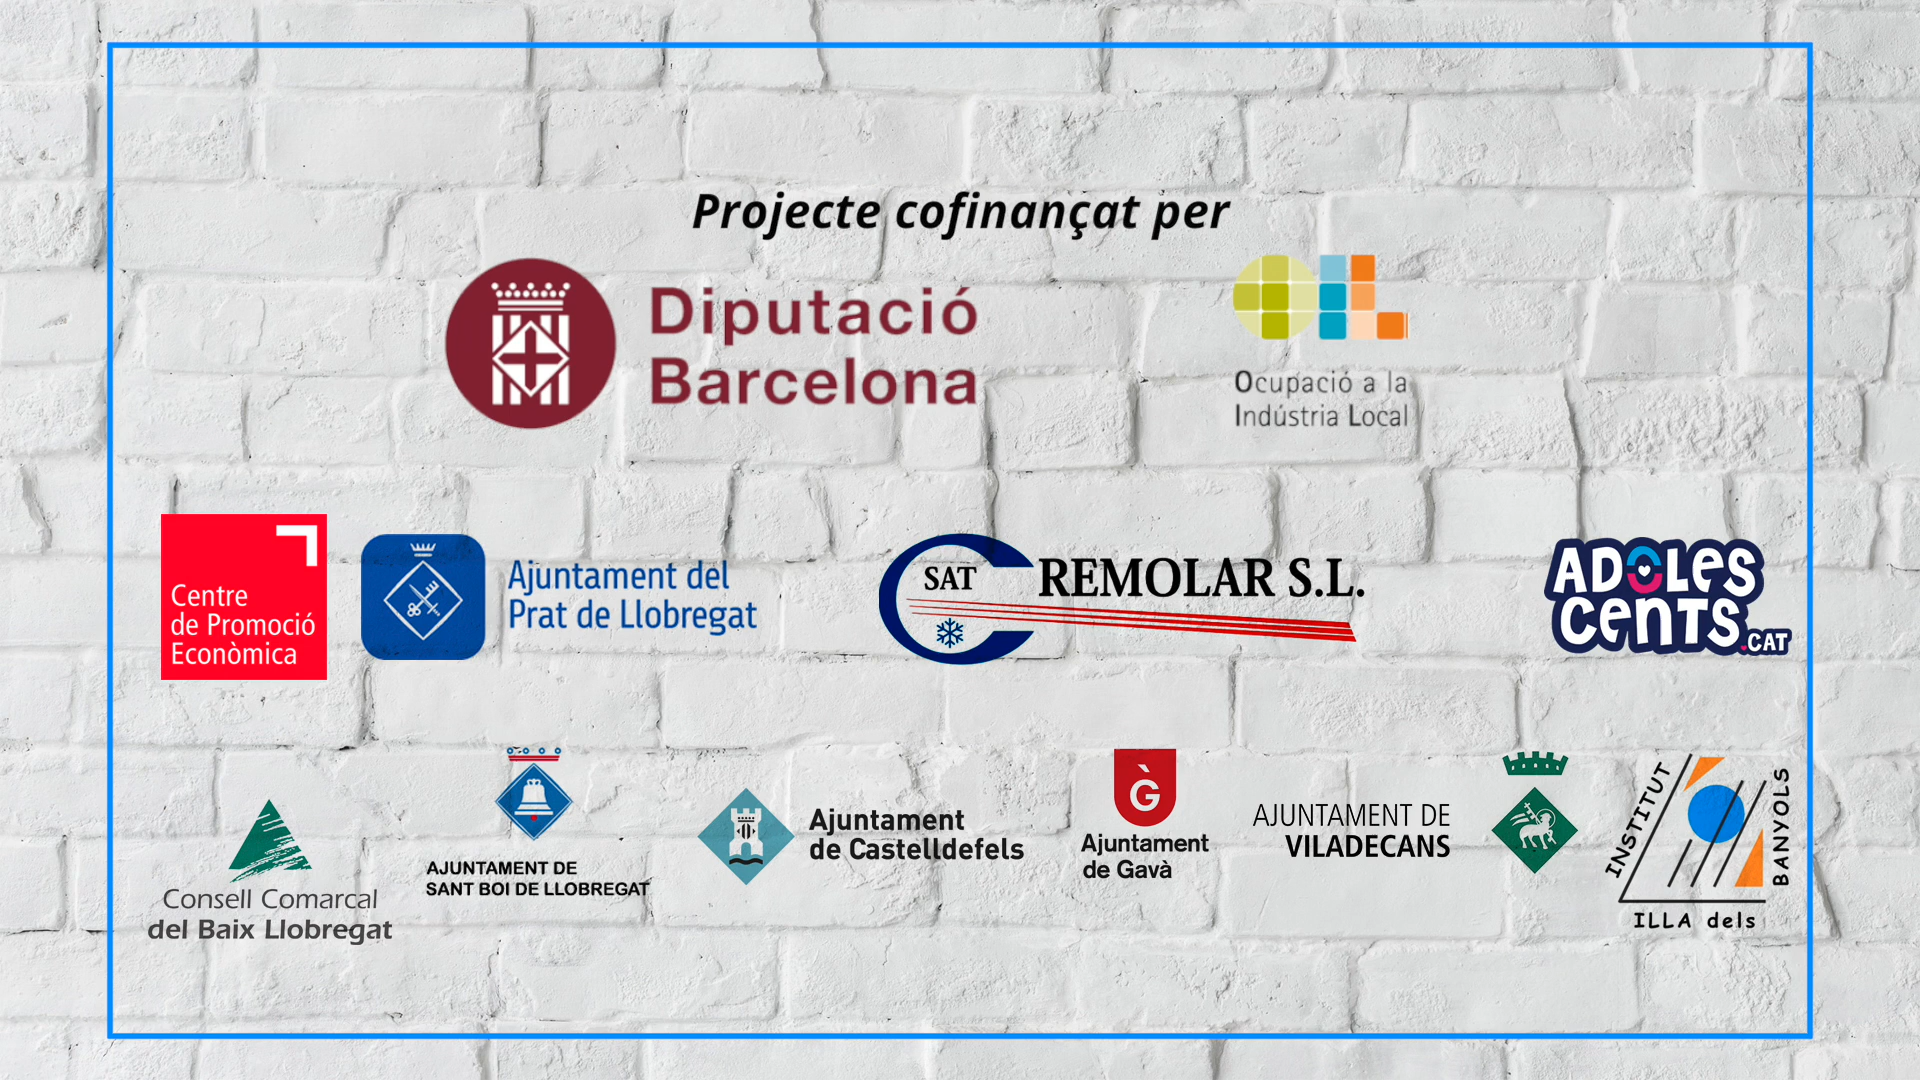 Projecte cofinançat per
Diputació
Barcelona
Ocupació a la
Indústria Local
Centre
de Promoció
Econòmica
Ajuntament del
Prat de Llobregat
SAT
REMOLAR S.L.
ADOLes
CeNTS
.CAT
Consell Comarcal
del Baix Llobregat
AJUNTAMENT DE
SANT BOI DE LLOBREGAT
Ajuntament
de Castelldefels
G̀
Ajuntament
de Gavà
AJUNTAMENT DE
VILADECANS
INSTITUT
ILLA dels
BANYOLS